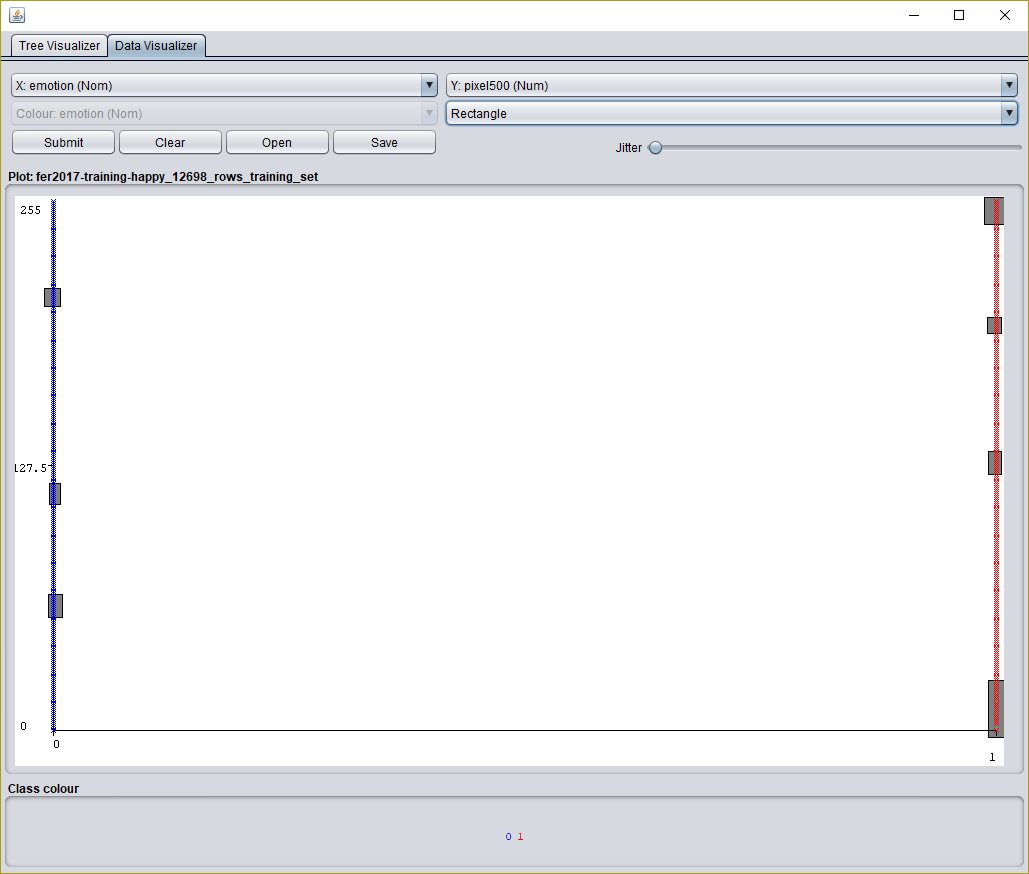 Tree Visualizer Data Visualizer
X: emotion (Nom) Y: pixel500 (Num)
Colour: emotion (Nom) Rectangle
Submit Clear Open Save Jitter
Plot: fer2017-training-happy_12698_rows_training_set
255
127.5
0
0
1
Class colour
0 1